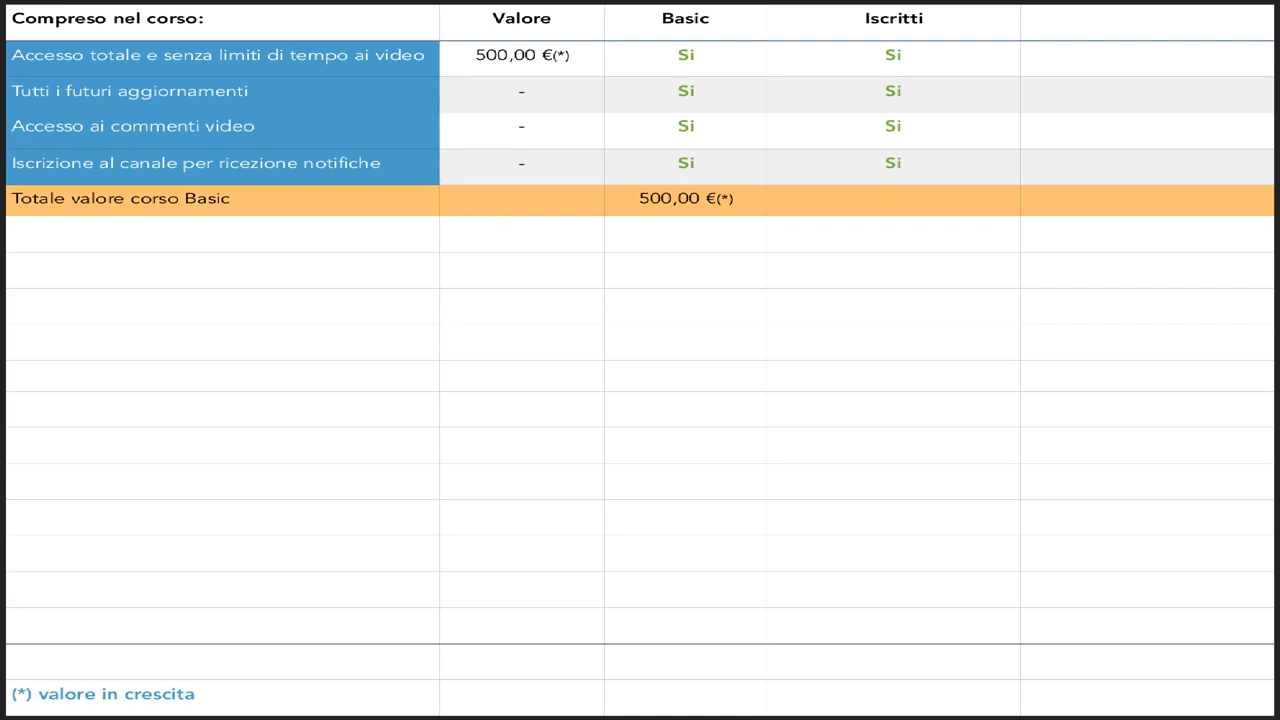 Compreso nel corso: Valore Basic Iscritti
Accesso totale e senza limiti di tempo ai video 500,00 €(*) Si Si
Tutti i futuri aggiornamenti - Si Si
Accesso ai commenti video - Si Si
Iscrizione al canale per ricezione notifiche - Si Si
Totale valore corso Basic 500,00 €(*)
(*) valore in crescita